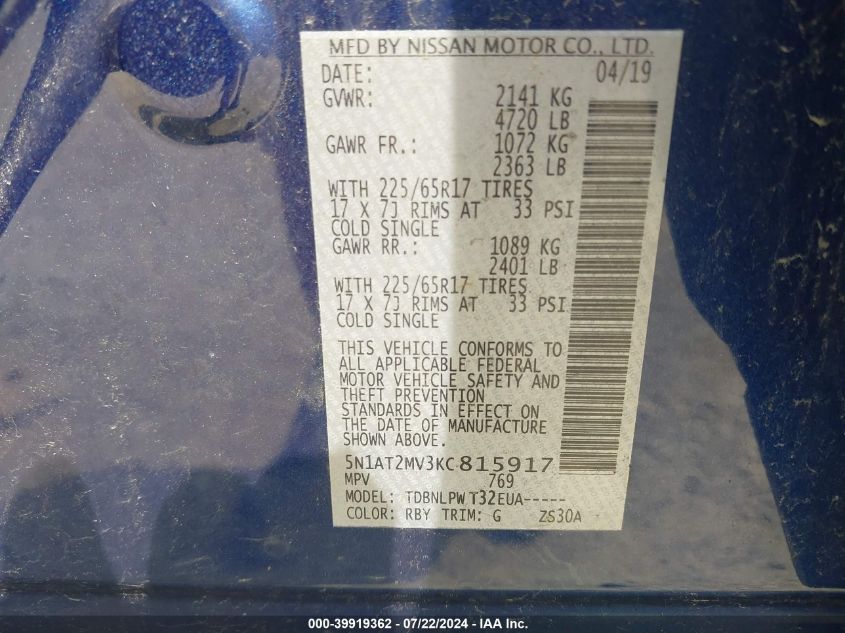 MFD BY NISSAN MOTOR CO., LTD.
DATE: 04/19
GVWR: 2141 KG
4720 LB
GAWR FR.: 1072 KG
2363 LB
WITH 225/65R17 TIRES
17 X 7J RIMS AT 33 PSI
COLD SINGLE
GAWR RR.: 1089 KG
2401 LB
WITH 225/65R17 TIRES
17 X 7J RIMS AT 33 PSI
COLD SINGLE
THIS VEHICLE CONFORMS TO
ALL APPLICABLE FEDERAL
MOTOR VEHICLE SAFETY AND
THEFT PREVENTION
STANDARDS IN EFFECT ON
THE DATE OF MANUFACTURE
SHOWN ABOVE.
5N1AT2MV3KC815917
MPV 769
MODEL: TDBNLPWT32EUA-----
COLOR: RBY TRIM: G ZS30A
000-39919362 - 07/22/2024 - IAA Inc.